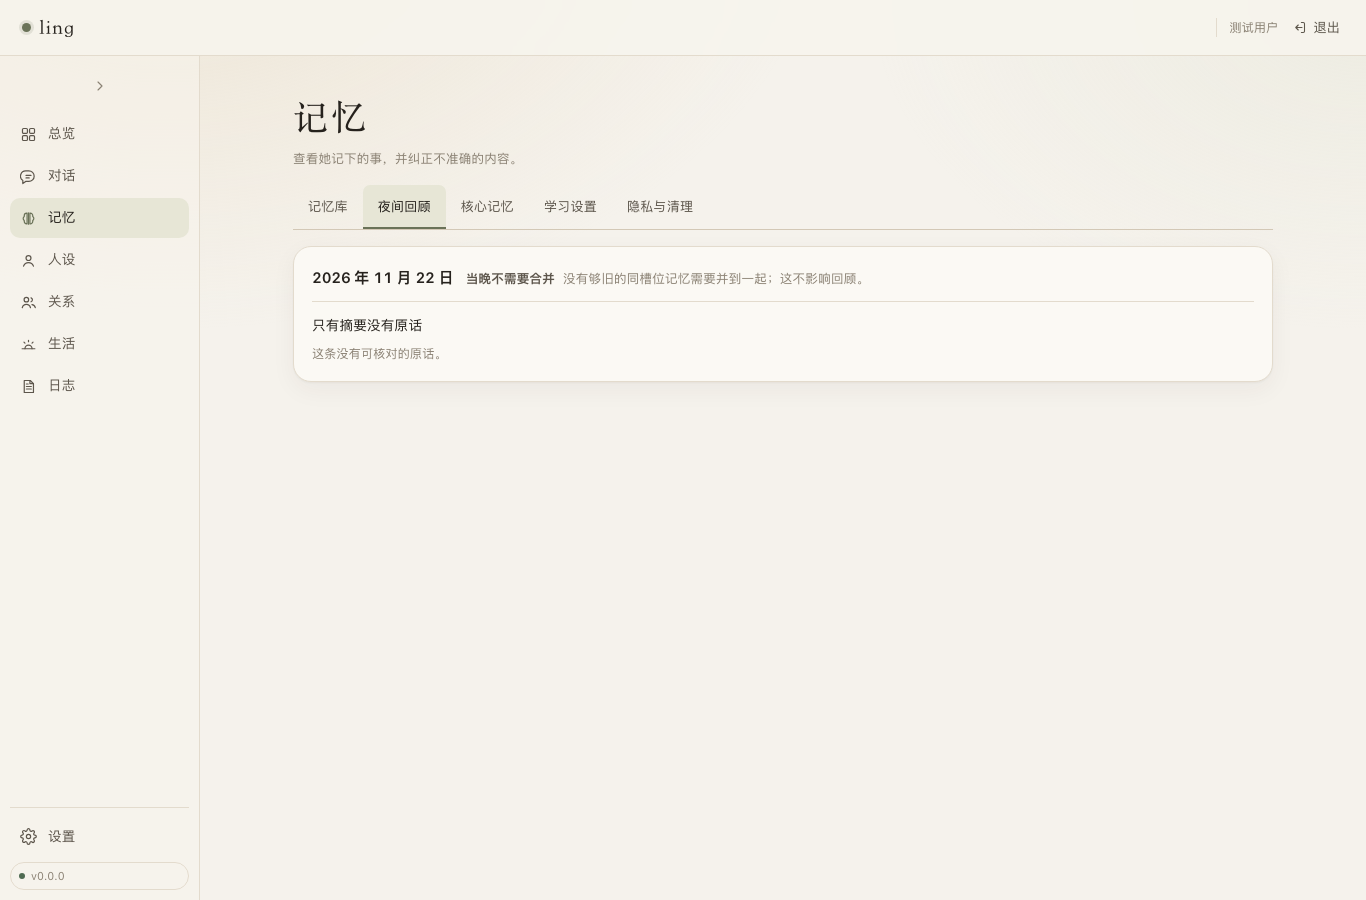 ling
测试用户 退出
总览
对话
记忆
人设
关系
生活
日志
设置
v0.0.0
记忆
查看她记下的事，并纠正不准确的内容。
记忆库 夜间回顾 核心记忆 学习设置 隐私与清理
2026 年 11 月 22 日 当晚不需要合并 没有够旧的同槽位记忆需要并到一起；这不影响回顾。
只有摘要没有原话
这条没有可核对的原话。